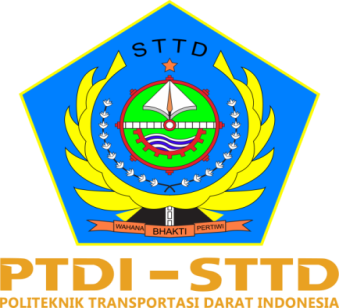 STTD
WAHANA BHAKTI PERTIWI
PTDI - STTD
POLITEKNIK TRANSPORTASI DARAT INDONESIA